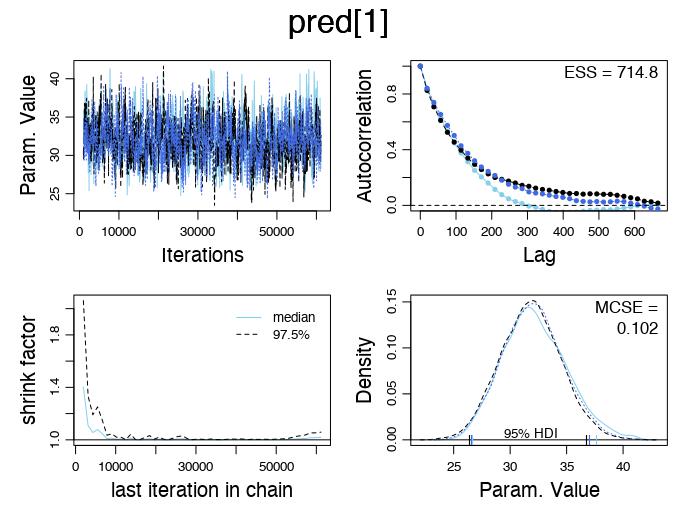 pred[1]
Param. Value
25 30 35 40
0 10000 30000 50000
Iterations
Autocorrelation
0.0 0.4 0.8
ESS = 714.8
0 100 200 300 400 500 600
Lag
shrink factor
1.0 1.4 1.8
median
97.5%
0 10000 30000 50000
last iteration in chain
Density
0.00 0.05 0.10 0.15
MCSE =
0.102
95% HDI
25 30 35 40
Param. Value